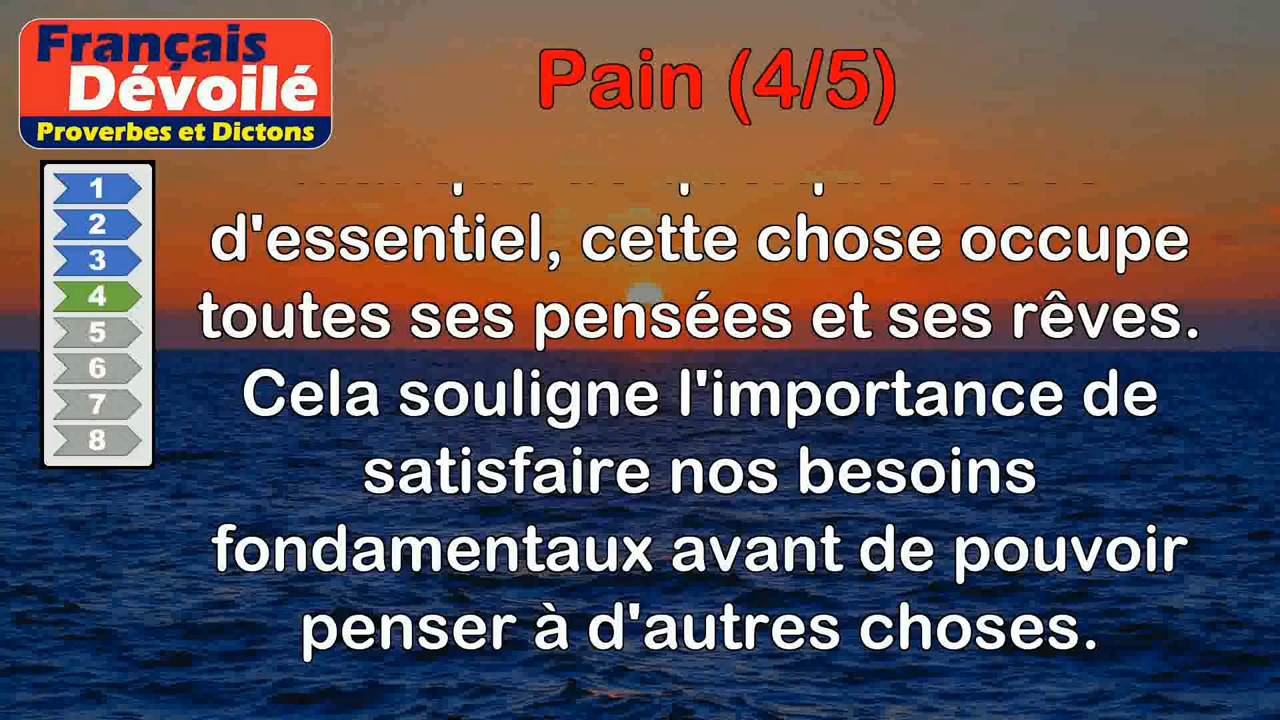 Français
Dévoilé
Proverbes et Dictons
Pain (4/5)
1
2
3
4
5
6
7
8
d'essentiel, cette chose occupe
toutes ses pensées et ses rêves.
Cela souligne l'importance de
satisfaire nos besoins
fondamentaux avant de pouvoir
penser à d'autres choses.